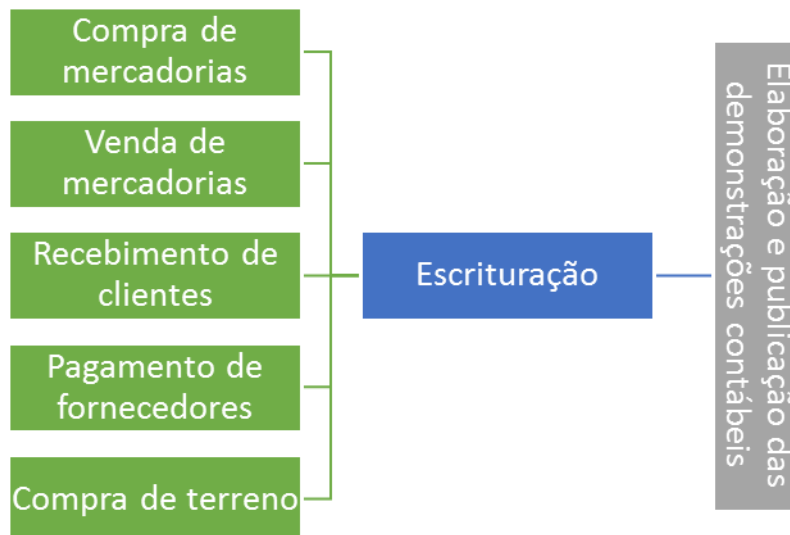 Compra de
mercadorias
Venda de
mercadorias
Recebimento de
clientes
Pagamento de
fornecedores
Compra de terreno
Escrituração
Elaboração e publicação das
demonstrações contábeis